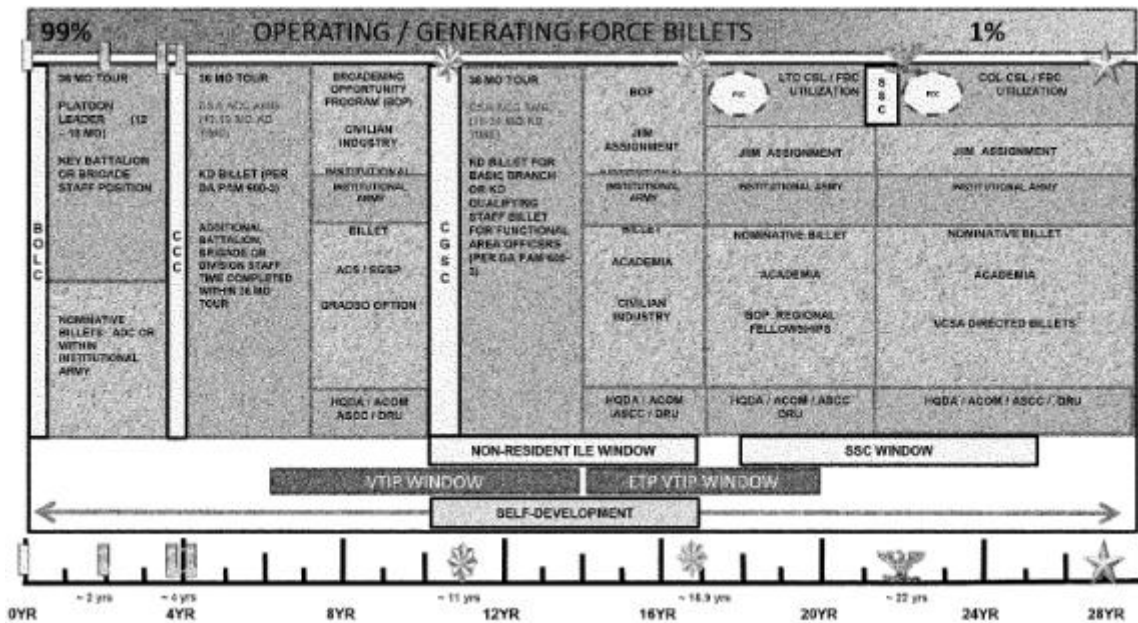 99% OPERATING / GENERATING FORCE BILLETS 1%
BOLC
36 MO TOUR
PLATOON
LEADER (12
– 18 MO)
KEY BATTALION
OR BRIGADE
STAFF POSITION
NOMINATIVE
BILLETS- ADC OR
WITHIN
INSTITUTIONAL
ARMY
CCC
36 MO TOUR
KD BILLET (PER
DA PAM 600-3)
ADDITIONAL
BATTALION,
BRIGADE OR
DIVISION STAFF
TIME COMPLETED
WITHIN 36 MO
TOUR
BROADENING
OPPORTUNITY
PROGRAM (BOP)
CIVILIAN
INDUSTRY
INSTITUTIONAL
INSTITUTIONAL
ARMY
BILLET
ACS / SGSP
GRADSO OPTION
HQDA / ACOM
ASCC / DRU
CGSC
36 MO TOUR
KD BILLET FOR
BASIC BRANCH
OR KD
QUALIFYING
STAFF BILLET
FOR FUNCTIONAL
AREA OFFICERS
(PER DA PAM 600-
3)
BOP
JIIM
ASSIGNMENT
INSTITUTIONAL
ARMY
BILLET
ACADEMIA
CIVILIAN
INDUSTRY
HQDA / ACOM
ASCC / DRU
PCC
LTC CSL / FBC
UTILIZATION
JIIM ASSIGNMENT
INSTITUTIONAL ARMY
NOMINATIVE BILLET
ACADEMIA
BOP REGIONAL
FELLOWSHIPS
HQDA / ACOM / ASCC
DRU
SSC
PCC
COL CSL / FBC
UTILIZATION
JIIM ASSIGNMENT
INSTITUTIONAL ARMY
NOMINATIVE BILLET
ACADEMIA
VCSA DIRECTED BILLETS
HQDA / ACOM / ASCC / DRU
NON-RESIDENT ILE WINDOW
SSC WINDOW
VTIP WINDOW
ETP VTIP WINDOW
SELF-DEVELOPMENT
~ 2 yrs ~ 4 yrs ~ 11 yrs ~ 16.9 yrs ~ 22 yrs
0YR 4YR 8YR 12YR 16YR 20YR 24YR 28YR